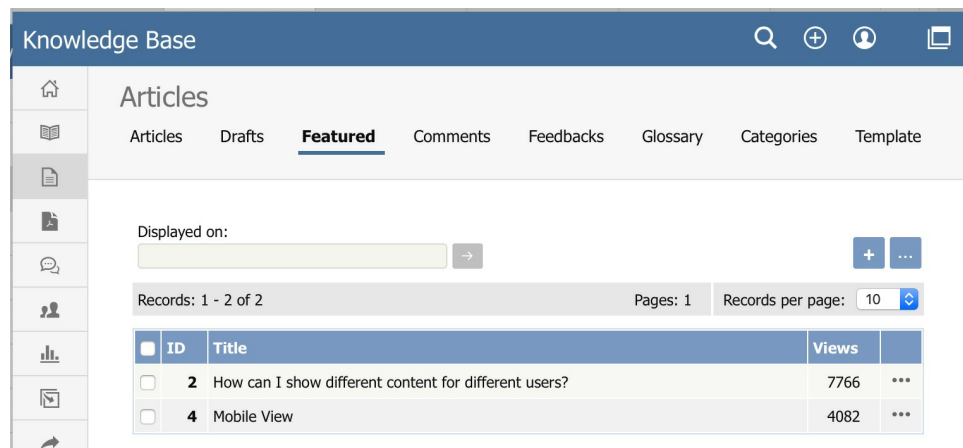 Knowledge Base
Articles
Articles Drafts Featured Comments Feedbacks Glossary Categories Template
Displayed on:
Records: 1 - 2 of 2 Pages: 1 Records per page: 10
ID Title Views
2 How can I show different content for different users? 7766
4 Mobile View 4082